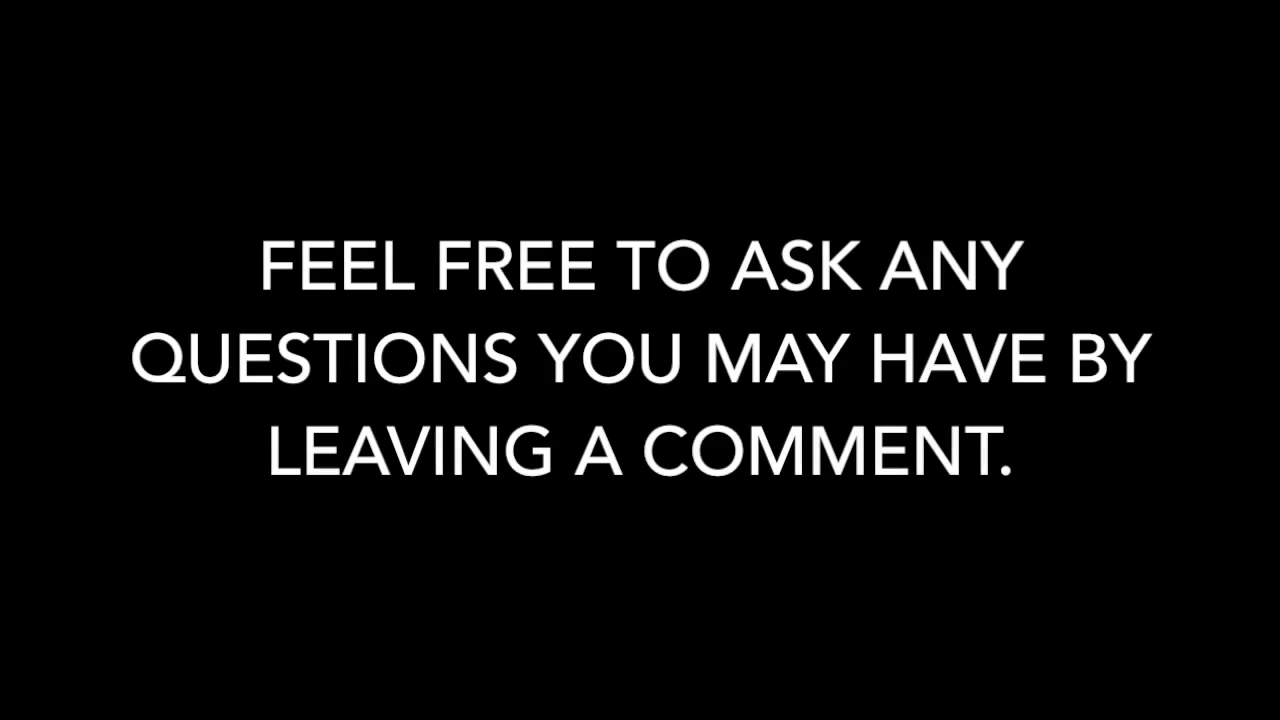 FEEL FREE TO ASK ANY
QUESTIONS YOU MAY HAVE BY
LEAVING A COMMENT.